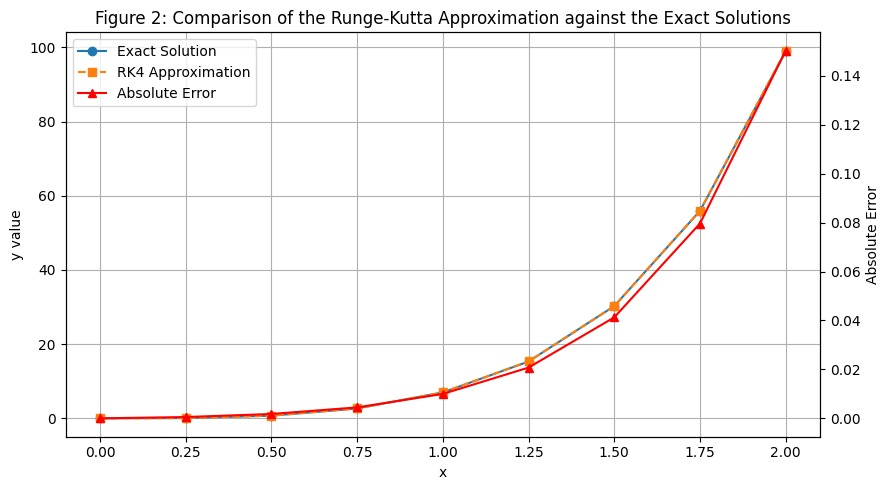 Figure 2: Comparison of the Runge-Kutta Approximation against the Exact Solutions
Exact Solution
RK4 Approximation
Absolute Error
y value
100
80
60
40
20
0
0.14
0.12
0.10
0.08
0.06
0.04
0.02
0.00
Absolute Error
0.00 0.25 0.50 0.75 1.00 1.25 1.50 1.75 2.00
x